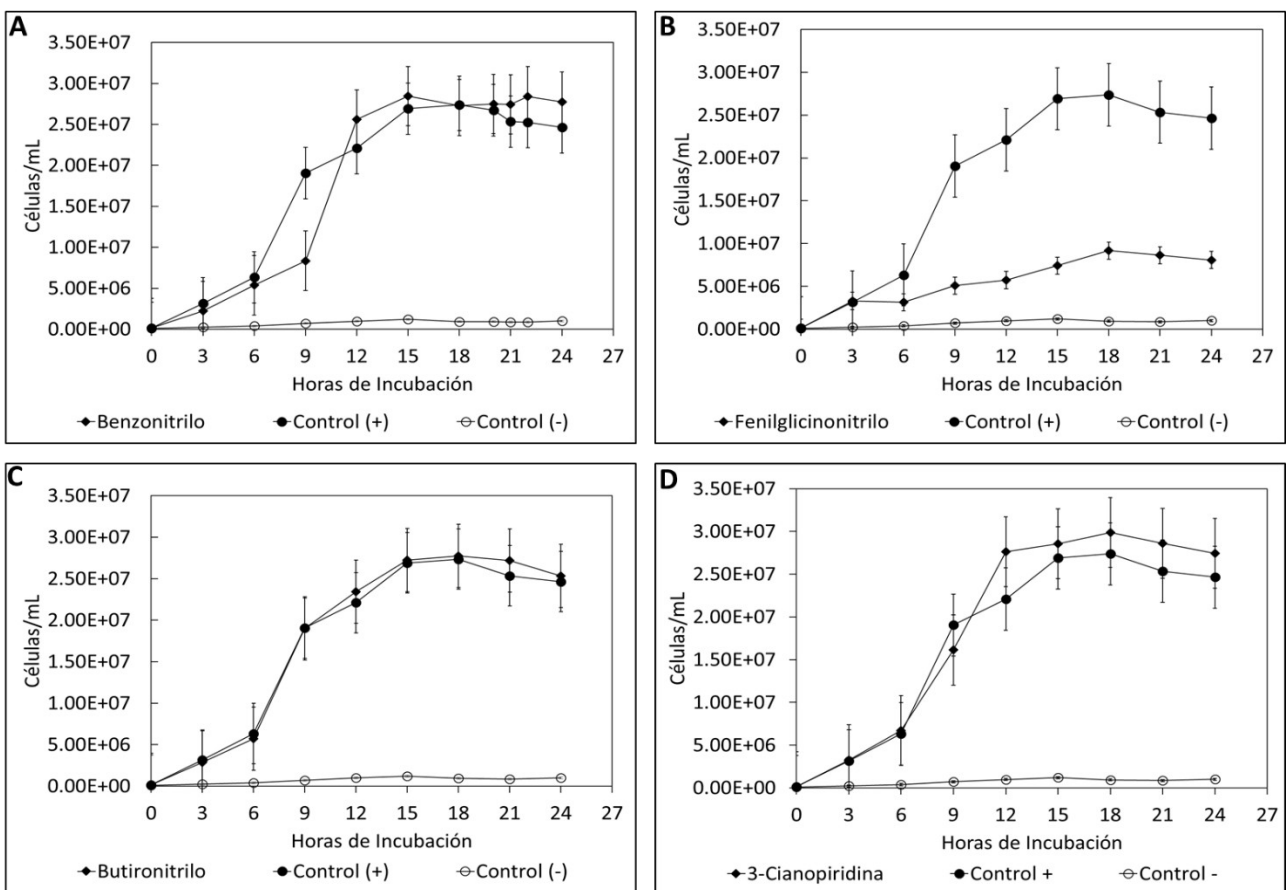 A
3.50E+07
3.00E+07
2.50E+07
2.00E+07
1.50E+07
1.00E+07
5.00E+06
0.00E+00
Células/mL
0 3 6 9 12 15 18 21 24 27
Horas de Incubación
Benzonitrilo Control (+) Control (-)
B
3.50E+07
3.00E+07
2.50E+07
2.00E+07
1.50E+07
1.00E+07
5.00E+06
0.00E+00
Células/mL
0 3 6 9 12 15 18 21 24 27
Horas de Incubación
Fenilglicinonitrilo Control (+) Control (-)
C
3.50E+07
3.00E+07
2.50E+07
2.00E+07
1.50E+07
1.00E+07
5.00E+06
0.00E+00
Células/mL
0 3 6 9 12 15 18 21 24 27
Horas de Incubación
Butironitrilo Control (+) Control (-)
D
3.50E+07
3.00E+07
2.50E+07
2.00E+07
1.50E+07
1.00E+07
5.00E+06
0.00E+00
Células/mL
0 3 6 9 12 15 18 21 24 27
Horas de Incubación
3-Cianopiridina Control + Control -